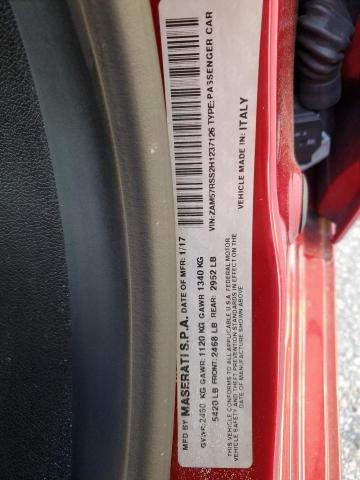 MFD BY MASERATI S.P.A. DATE OF MFR: 1/17
GVWR:2460 KG GAWR:1120 KG GAWR 1340 KG
5420 LB FRONT:2468 LB REAR: 2952 LB
THIS VEHICLE CONFORMS TO ALL APPLICABLE U.S.A. FEDERAL MOTOR
VEHICLE SAFETY AND THEFT PREVENTION STANDARDS IN EFFECT ON THE
DATE OF MANUFACTURE SHOWN ABOVE
VIN:ZAM57RSS2H1237126 TYPE:PASSENGER CAR
VEHICLE MADE IN: ITALY